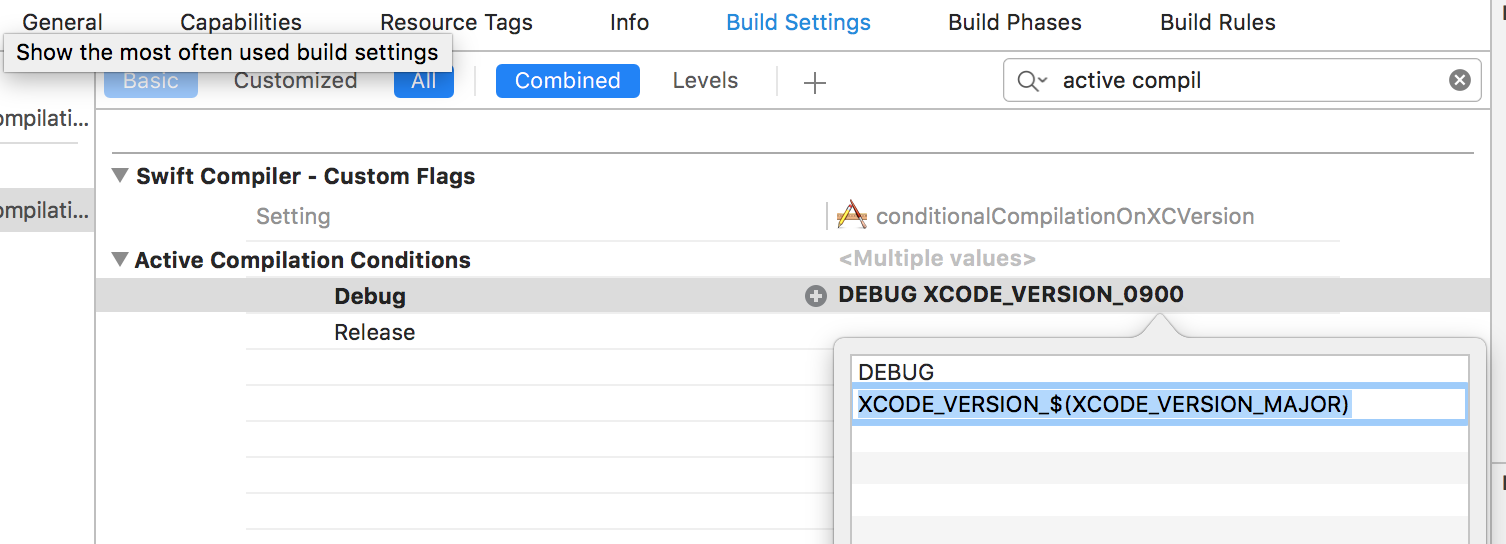 General Capabilities Resource Tags Info Build Settings Build Phases Build Rules
Show the most often used build settings
Basic Customized All Combined Levels + active compil
ompilati...
Swift Compiler - Custom Flags
ompilati...
Setting conditionalCompilationOnXCVersion
Active Compilation Conditions <Multiple values>
Debug DEBUG XCODE_VERSION_0900
Release
DEBUG
XCODE_VERSION_$(XCODE_VERSION_MAJOR)